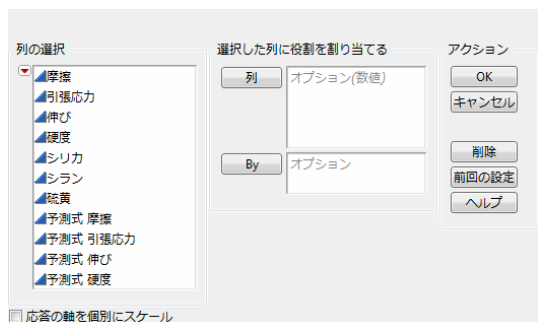 列の選択
摩擦
引張応力
伸び
硬度
シリカ
シラン
硫黄
予測式 摩擦
予測式 引張応力
予測式 伸び
予測式 硬度
選択した列に役割を割り当てる
列
オプション(数値)
By
オプション
アクション
OK
キャンセル
削除
前回の設定
ヘルプ
応答の軸を個別にスケール